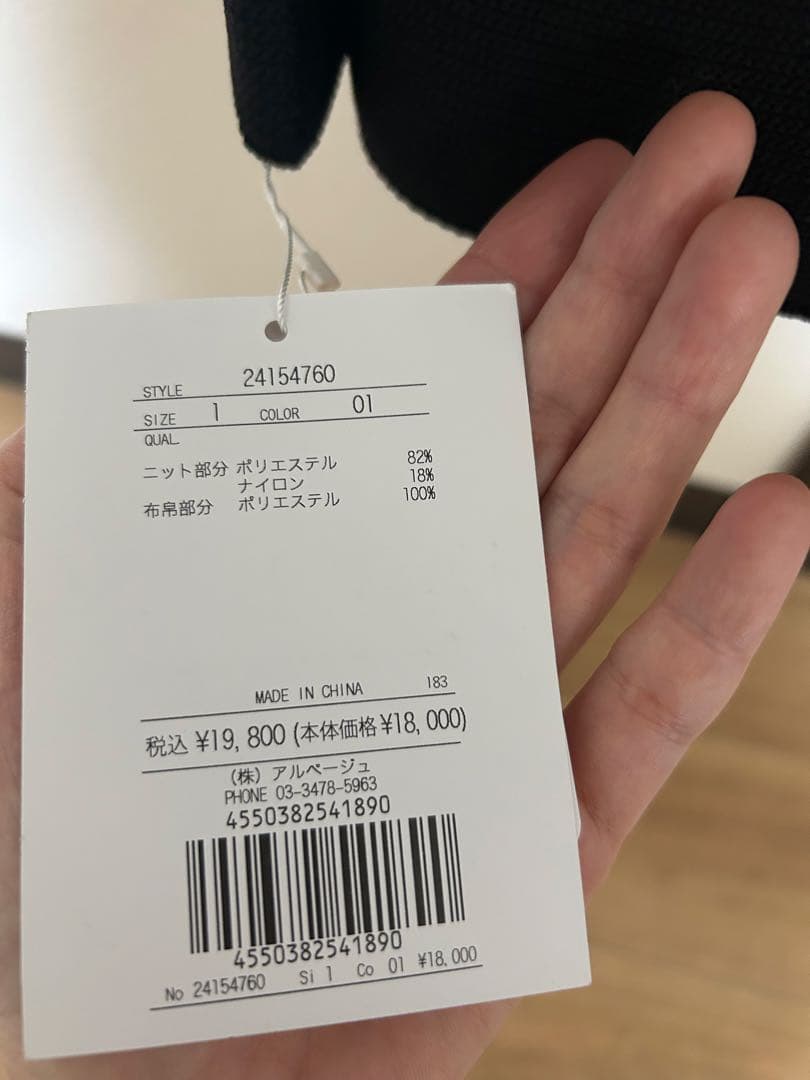 STYLE 24154760
SIZE 1 COLOR 01
QUAL
ニット部分 ポリエステル 82%
ナイロン 18%
布帛部分 ポリエステル 100%
MADE IN CHINA 183
税込 ¥19,800 (本体価格¥18,000)
(株) アルページュ
PHONE 03-3478-5963
4550382541890
4550382541890
No 24154760 Si 1 Co 01 ¥18,000